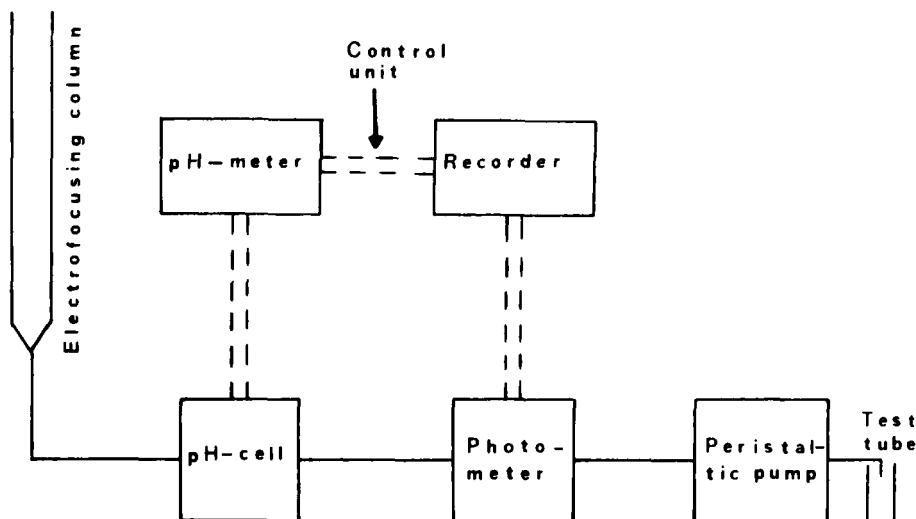 Electrofocusing column
Control
unit
pH-meter
Recorder
pH-cell
Photo-
meter
Peristal-
tic pump
Test
tube